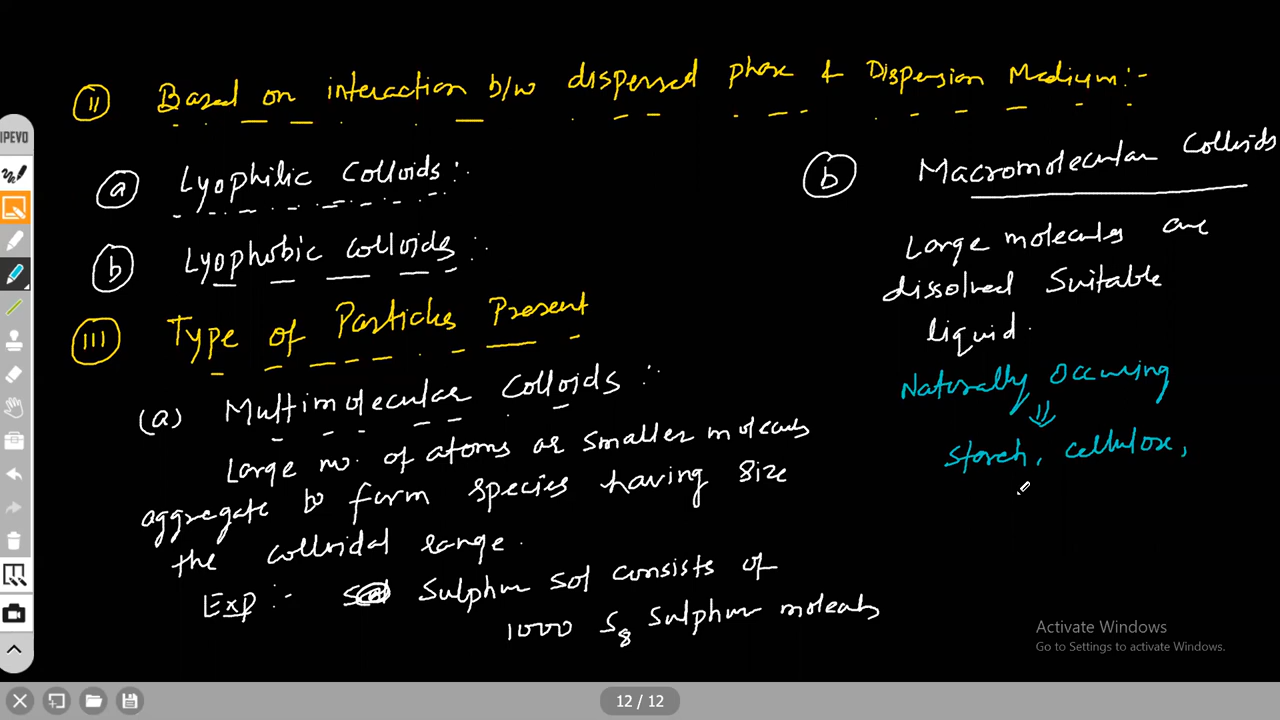 (II) Based on interaction b/w dispersed phase & Dispersion Medium:-
(a) Lyophilic Colloids :
(b) Lyophobic colloids :
(III) Type of Particles Present
(a) Multimolecular Colloids :
Large no. of atoms or smaller molecules
aggregate to form species having size
the colloidal range.
Exp :- Sulphur sol consists of
1000 S8 Sulphur molecules
(b) Macromolecular Colloids
Large molecules are
dissolved Suitable
liquid.
Naturally Occuring
⇓
Starch, cellulose,
IPEVO
Activate Windows
Go to Settings to activate Windows.
12 / 12